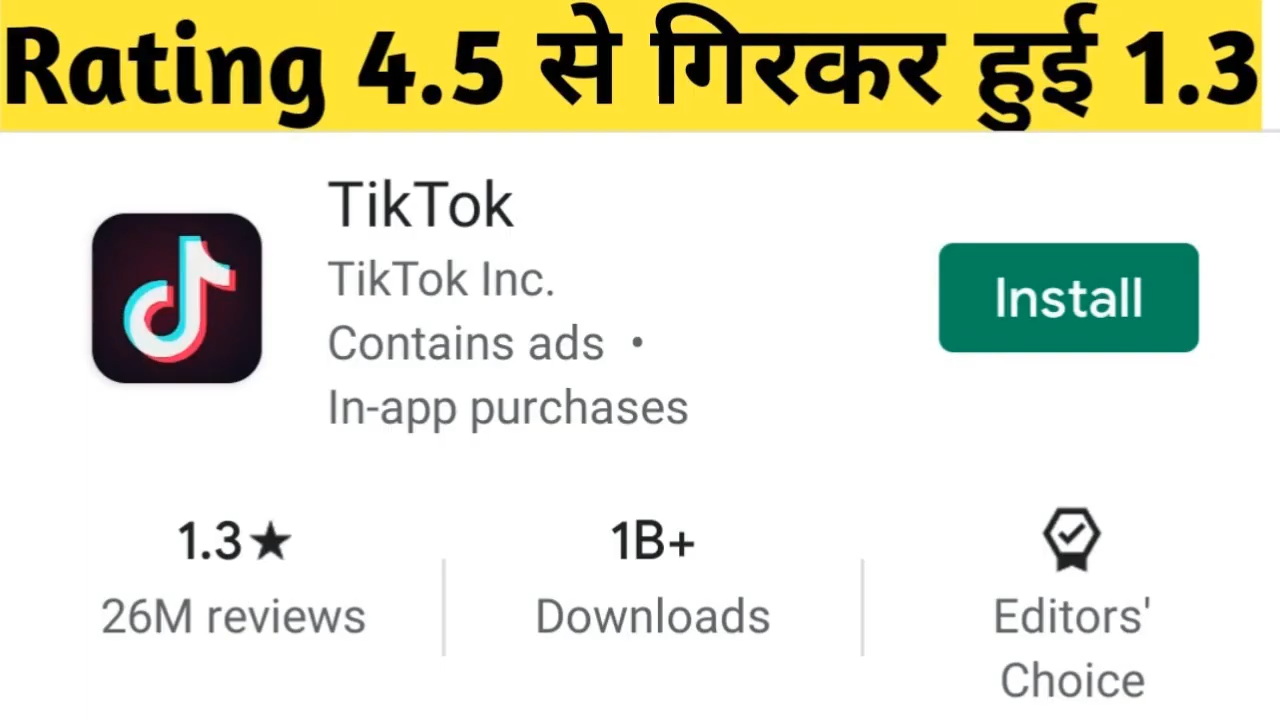 Rating 4.5 से गिरकर हुई 1.3
TikTok
TikTok Inc.
Contains ads •
In-app purchases
Install
1.3★
26M reviews
1B+
Downloads
Editors'
Choice